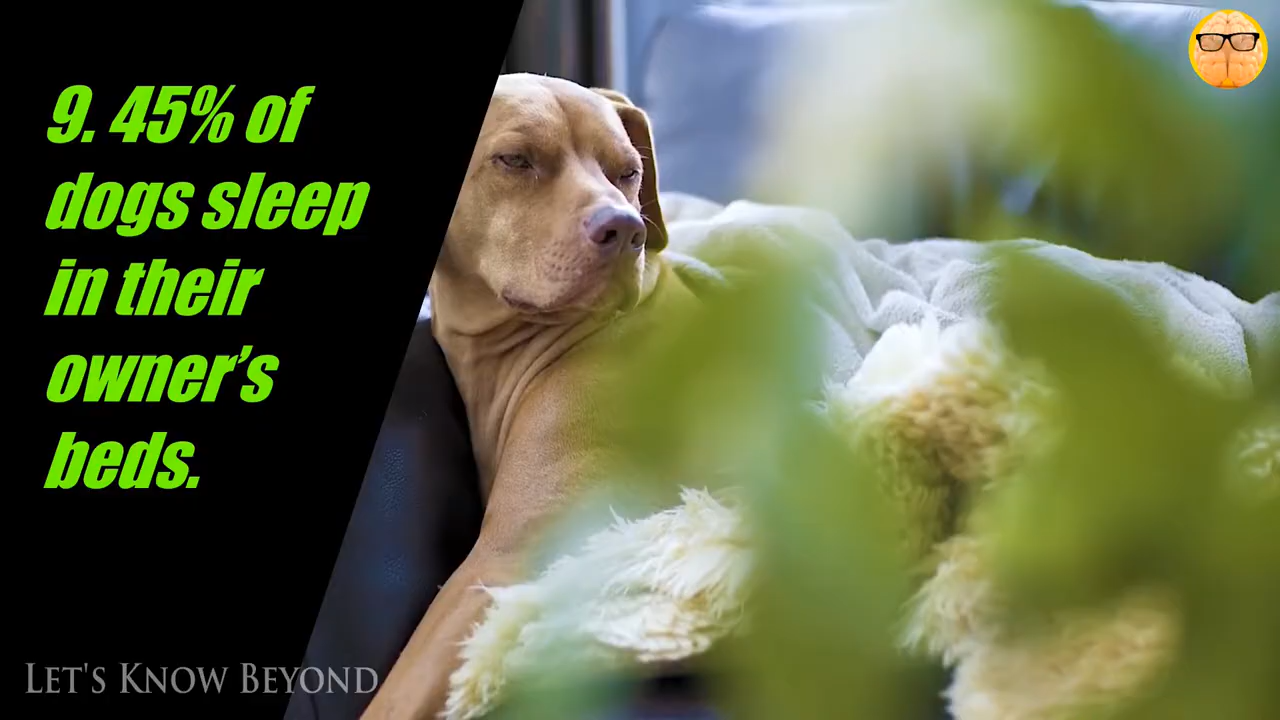 9. 45% of
dogs sleep
in their
owner’s
beds.
LET'S KNOW BEYOND